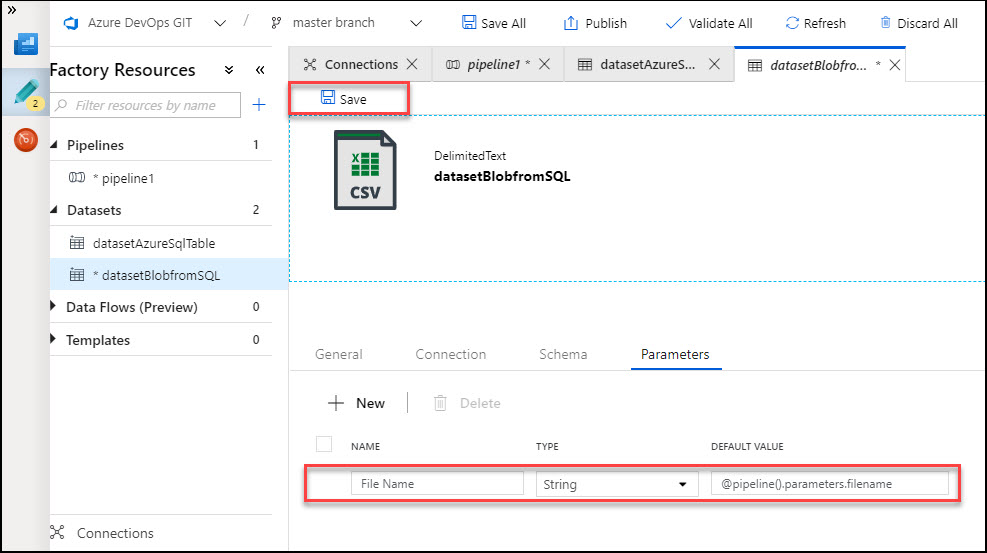 »
Azure DevOps GIT / master branch Save All Publish Validate All Refresh Discard All
Factory Resources
Connections pipeline1 * datasetAzureS... datasetBlobfro... *
2
Filter resources by name
Save
Pipelines 1
* pipeline1
Datasets 2
datasetAzureSqlTable
* datasetBlobfromSQL
Data Flows (Preview) 0
Templates 0
Connections
X
CSV
DelimitedText
datasetBlobfromSQL
General Connection Schema Parameters
New Delete
NAME TYPE DEFAULT VALUE
File Name String @pipeline().parameters.filename